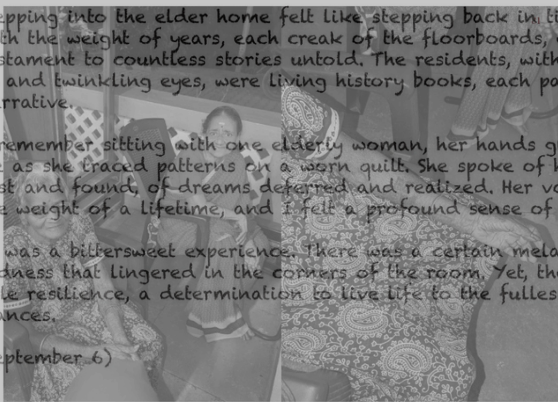 epping into the elder home felt like stepping back in ti
th the weight of years, each creak of the floorboards,
stament to countless stories untold. The residents, with
and twinkling eyes, were living history books, each pa
rrative.
remember sitting with one elderly woman, her hands g
as she traced patterns on a worn quilt. She spoke of
st and found, of dreams deferred and realized. Her vo
e weight of a lifetime, and I felt a profound sense of
was a bittersweet experience. There was a certain mela
dness that lingered in the corners of the room. Yet, the
le resilience, a determination to live life to the fulles
ances.
eptember 6)